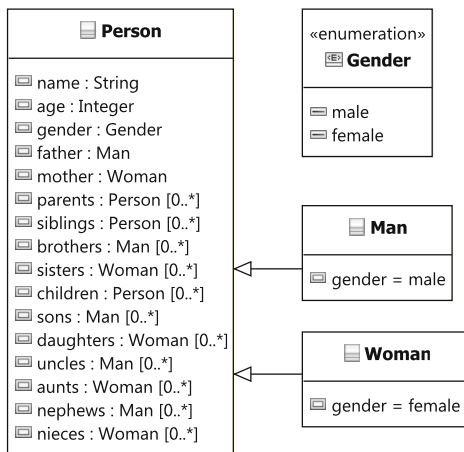 Person
name : String
age : Integer
gender : Gender
father : Man
mother : Woman
parents : Person [0..*]
siblings : Person [0..*]
brothers : Man [0..*]
sisters : Woman [0..*]
children : Person [0..*]
sons : Man [0..*]
daughters : Woman [0..*]
uncles : Man [0..*]
aunts : Woman [0..*]
nephews : Man [0..*]
nieces : Woman [0..*]
«enumeration»
<E> Gender
male
female
Man
gender = male
Woman
gender = female